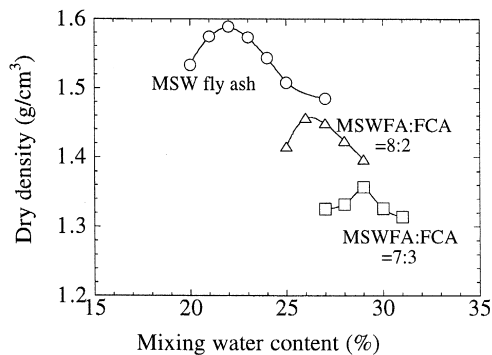 1.6
1.5
1.4
1.3
1.2
Dry density (g/cm³)
MSW fly ash
MSWFA:FCA
=8:2
MSWFA:FCA
=7:3
15 20 25 30 35
Mixing water content (%)